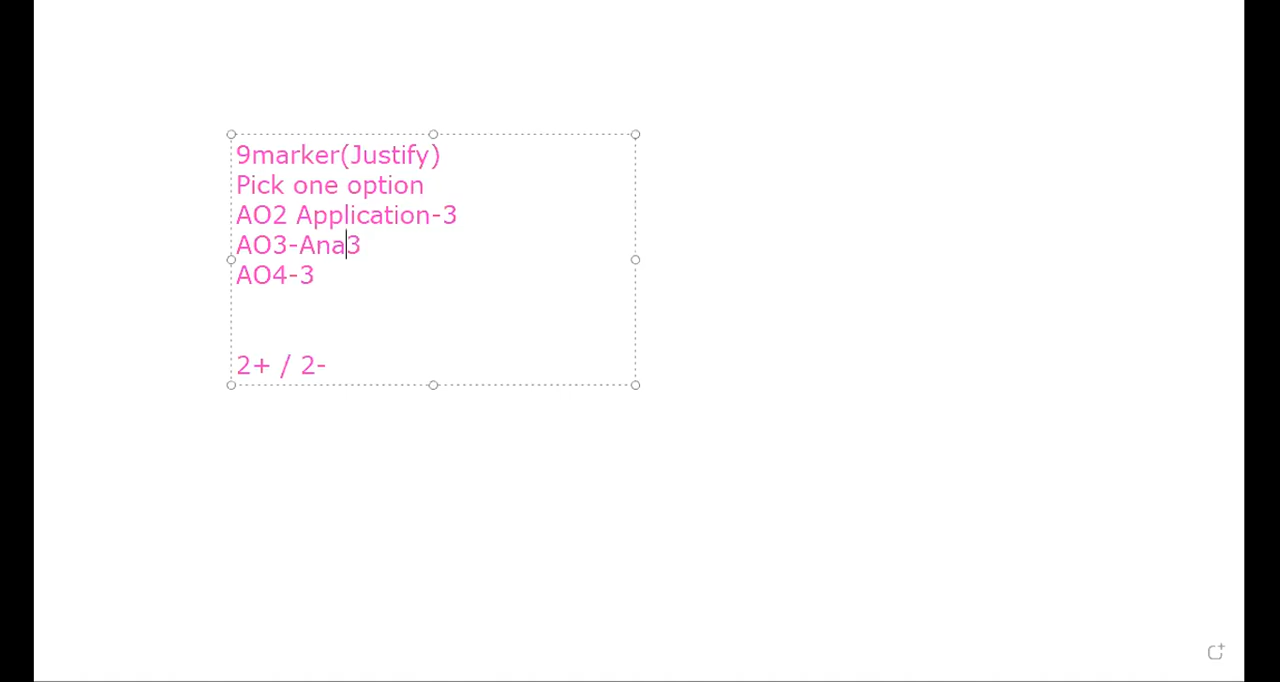 9marker(Justify)
Pick one option
AO2 Application-3
AO3-Ana3
AO4-3
2+ / 2-